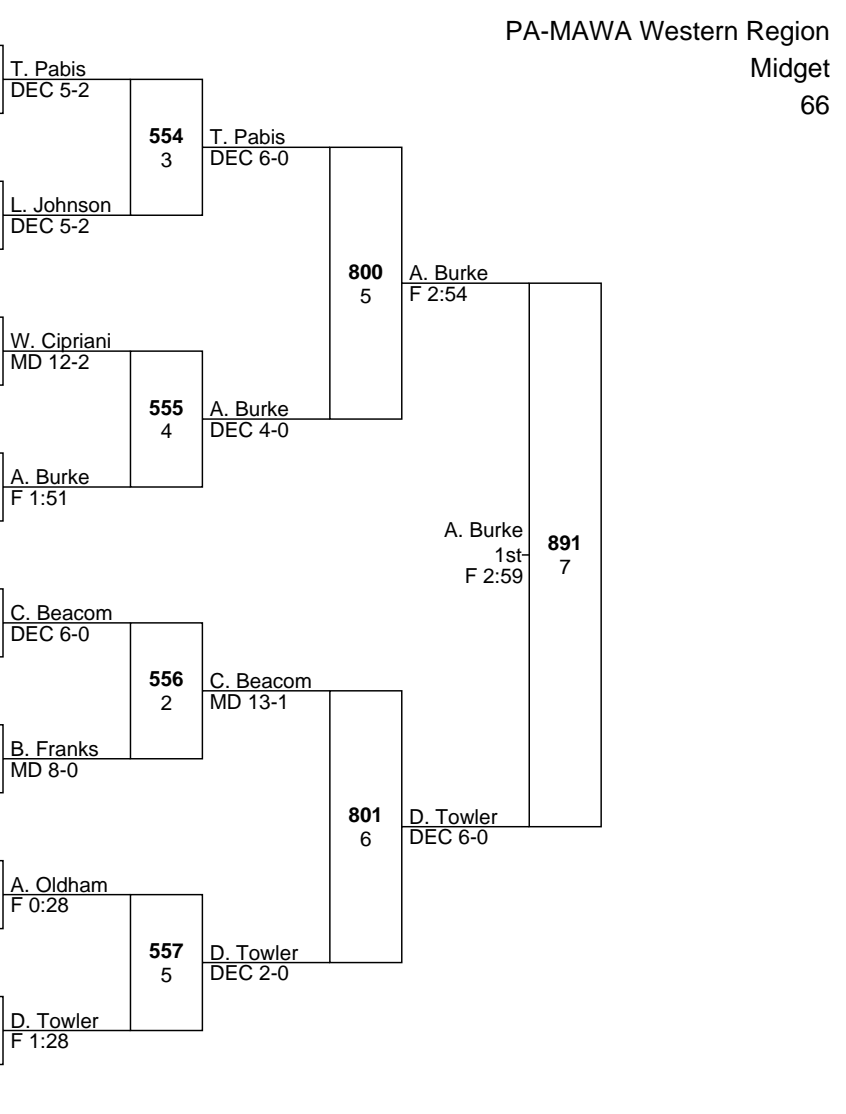 PA-MAWA Western Region
Midget
66
T. Pabis
DEC 5-2
554
3
T. Pabis
DEC 6-0
L. Johnson
DEC 5-2
800
5
A. Burke
F 2:54
W. Cipriani
MD 12-2
555
4
A. Burke
DEC 4-0
A. Burke
F 1:51
A. Burke
1st
F 2:59
891
7
C. Beacom
DEC 6-0
556
2
C. Beacom
MD 13-1
B. Franks
MD 8-0
801
6
D. Towler
DEC 6-0
A. Oldham
F 0:28
557
5
D. Towler
DEC 2-0
D. Towler
F 1:28